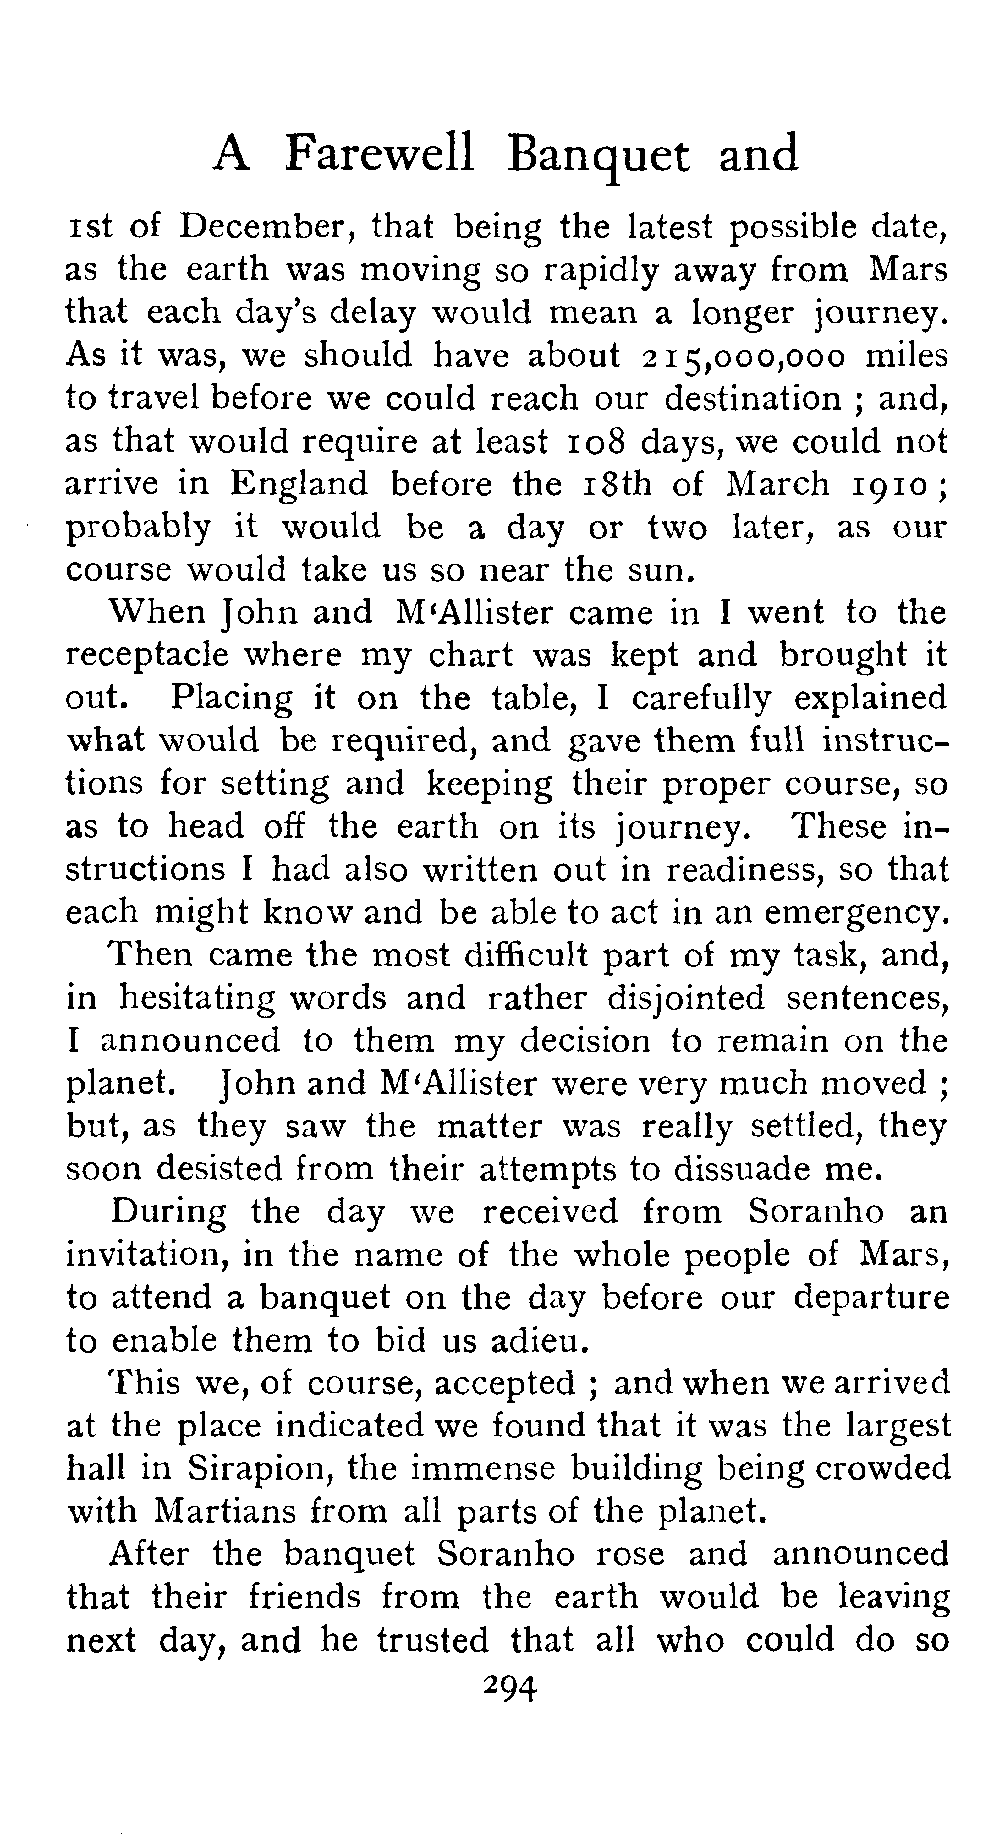 A Farewell Banquet and
1st of December, that being the latest possible date,
as the earth was moving so rapidly away from Mars
that each day's delay would mean a longer journey.
As it was, we should have about 215,000,000 miles
to travel before we could reach our destination ; and,
as that would require at least 108 days, we could not
arrive in England before the 18th of March 1910 ;
probably it would be a day or two later, as our
course would take us so near the sun.
When John and M‘Allister came in I went to the
receptacle where my chart was kept and brought it
out. Placing it on the table, I carefully explained
what would be required, and gave them full instruc-
tions for setting and keeping their proper course, so
as to head off the earth on its journey. These in-
structions I had also written out in readiness, so that
each might know and be able to act in an emergency.
Then came the most difficult part of my task, and,
in hesitating words and rather disjointed sentences,
I announced to them my decision to remain on the
planet. John and M‘Allister were very much moved ;
but, as they saw the matter was really settled, they
soon desisted from their attempts to dissuade me.
During the day we received from Soranho an
invitation, in the name of the whole people of Mars,
to attend a banquet on the day before our departure
to enable them to bid us adieu.
This we, of course, accepted ; and when we arrived
at the place indicated we found that it was the largest
hall in Sirapion, the immense building being crowded
with Martians from all parts of the planet.
After the banquet Soranho rose and announced
that their friends from the earth would be leaving
next day, and he trusted that all who could do so
294